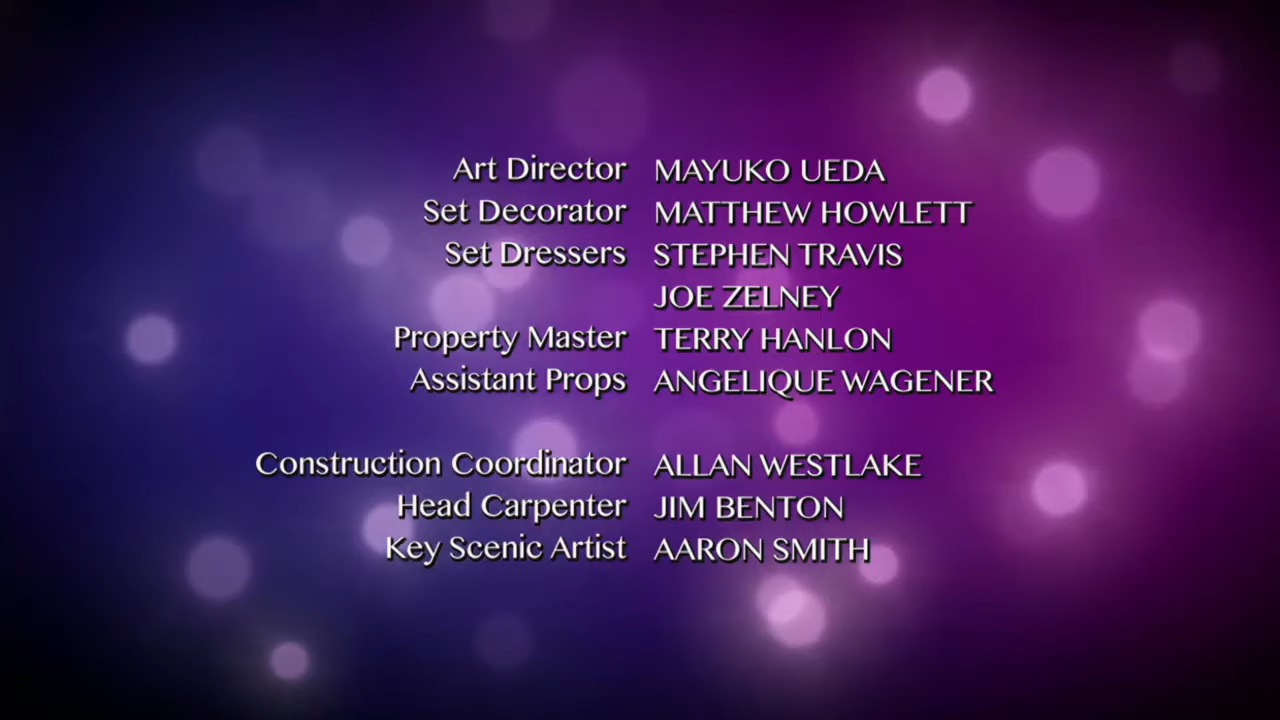 Art Director MAYUKO UEDA
Set Decorator MATTHEW HOWLETT
Set Dressers STEPHEN TRAVIS
JOE ZELNEY
Property Master TERRY HANLON
Assistant Props ANGELIQUE WAGENER
Construction Coordinator ALLAN WESTLAKE
Head Carpenter JIM BENTON
Key Scenic Artist AARON SMITH